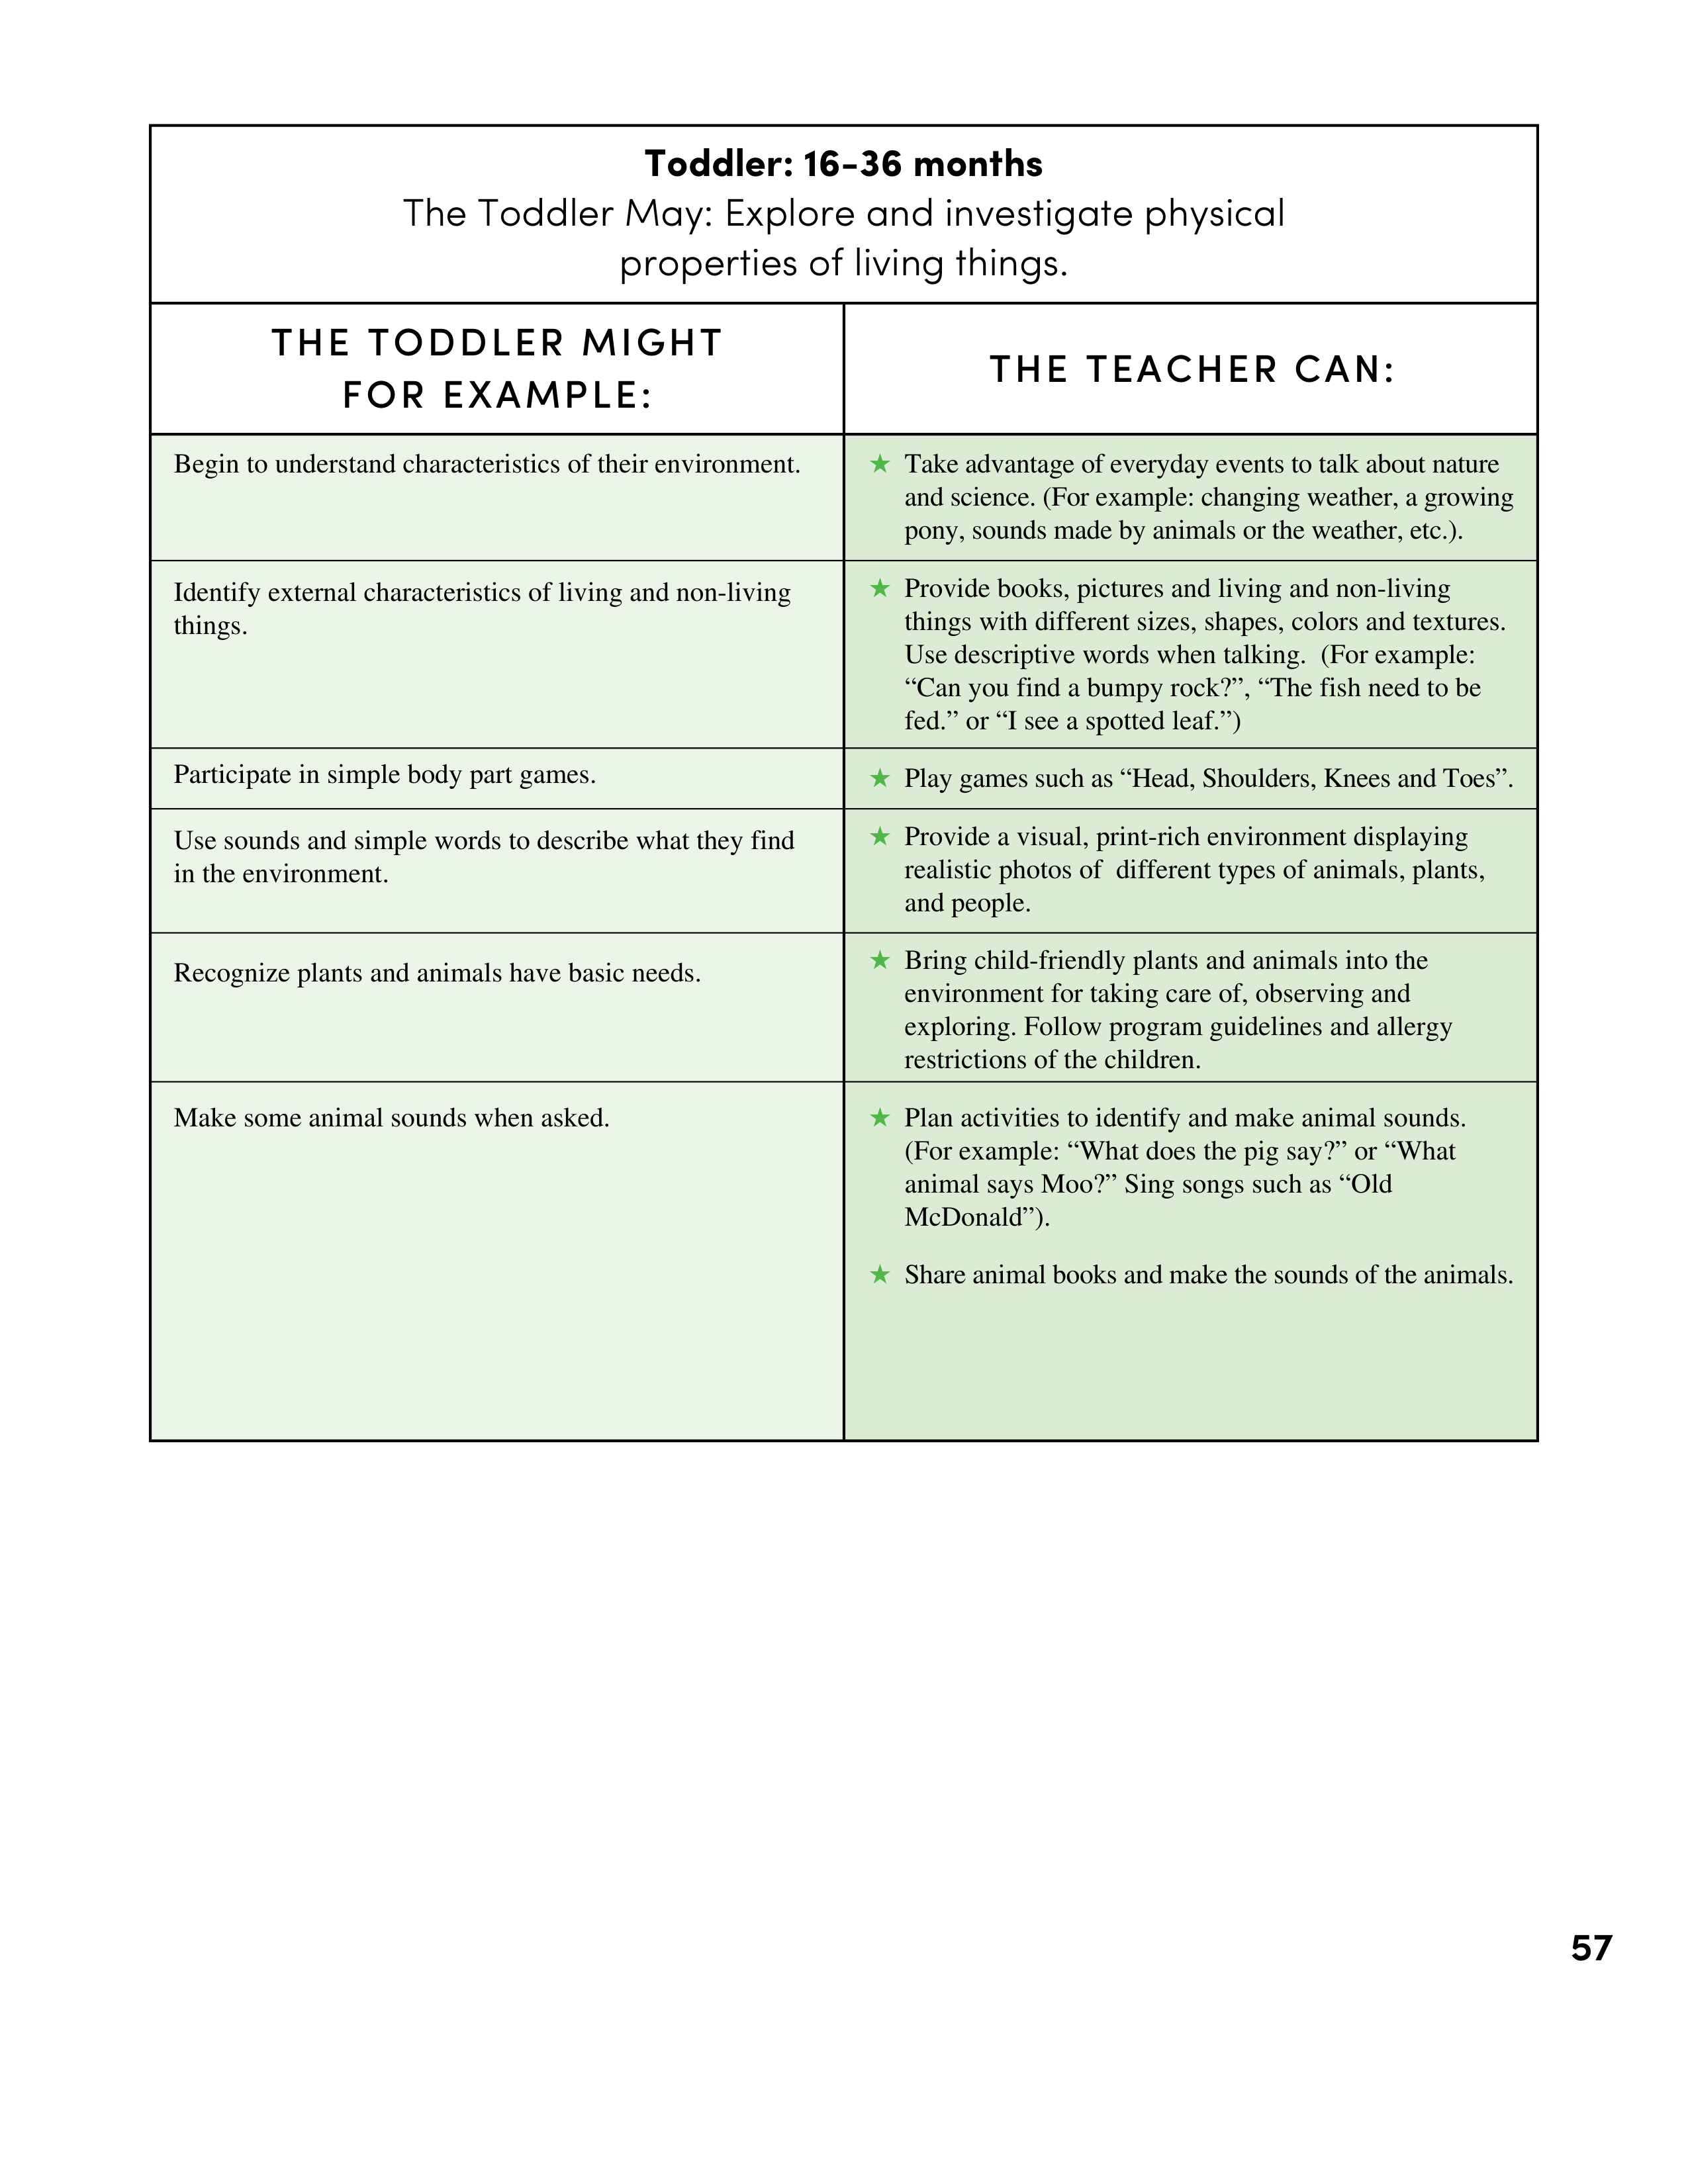 Toddler: 16-36 months
The Toddler May: Explore and investigate physical
properties of living things.
THE TODDLER MIGHT
FOR EXAMPLE:
THE TEACHER CAN:
Begin to understand characteristics of their environment.
★ Take advantage of everyday events to talk about nature
and science. (For example: changing weather, a growing
pony, sounds made by animals or the weather, etc.).
Identify external characteristics of living and non-living
things.
★ Provide books, pictures and living and non-living
things with different sizes, shapes, colors and textures.
Use descriptive words when talking.  (For example:
“Can you find a bumpy rock?”, “The fish need to be
fed.” or “I see a spotted leaf.”)
Participate in simple body part games.
★ Play games such as “Head, Shoulders, Knees and Toes”.
Use sounds and simple words to describe what they find
in the environment.
★ Provide a visual, print-rich environment displaying
realistic photos of  different types of animals, plants,
and people.
Recognize plants and animals have basic needs.
★ Bring child-friendly plants and animals into the
environment for taking care of, observing and
exploring. Follow program guidelines and allergy
restrictions of the children.
Make some animal sounds when asked.
★ Plan activities to identify and make animal sounds.
(For example: “What does the pig say?” or “What
animal says Moo?” Sing songs such as “Old
McDonald”).
★ Share animal books and make the sounds of the animals.
57